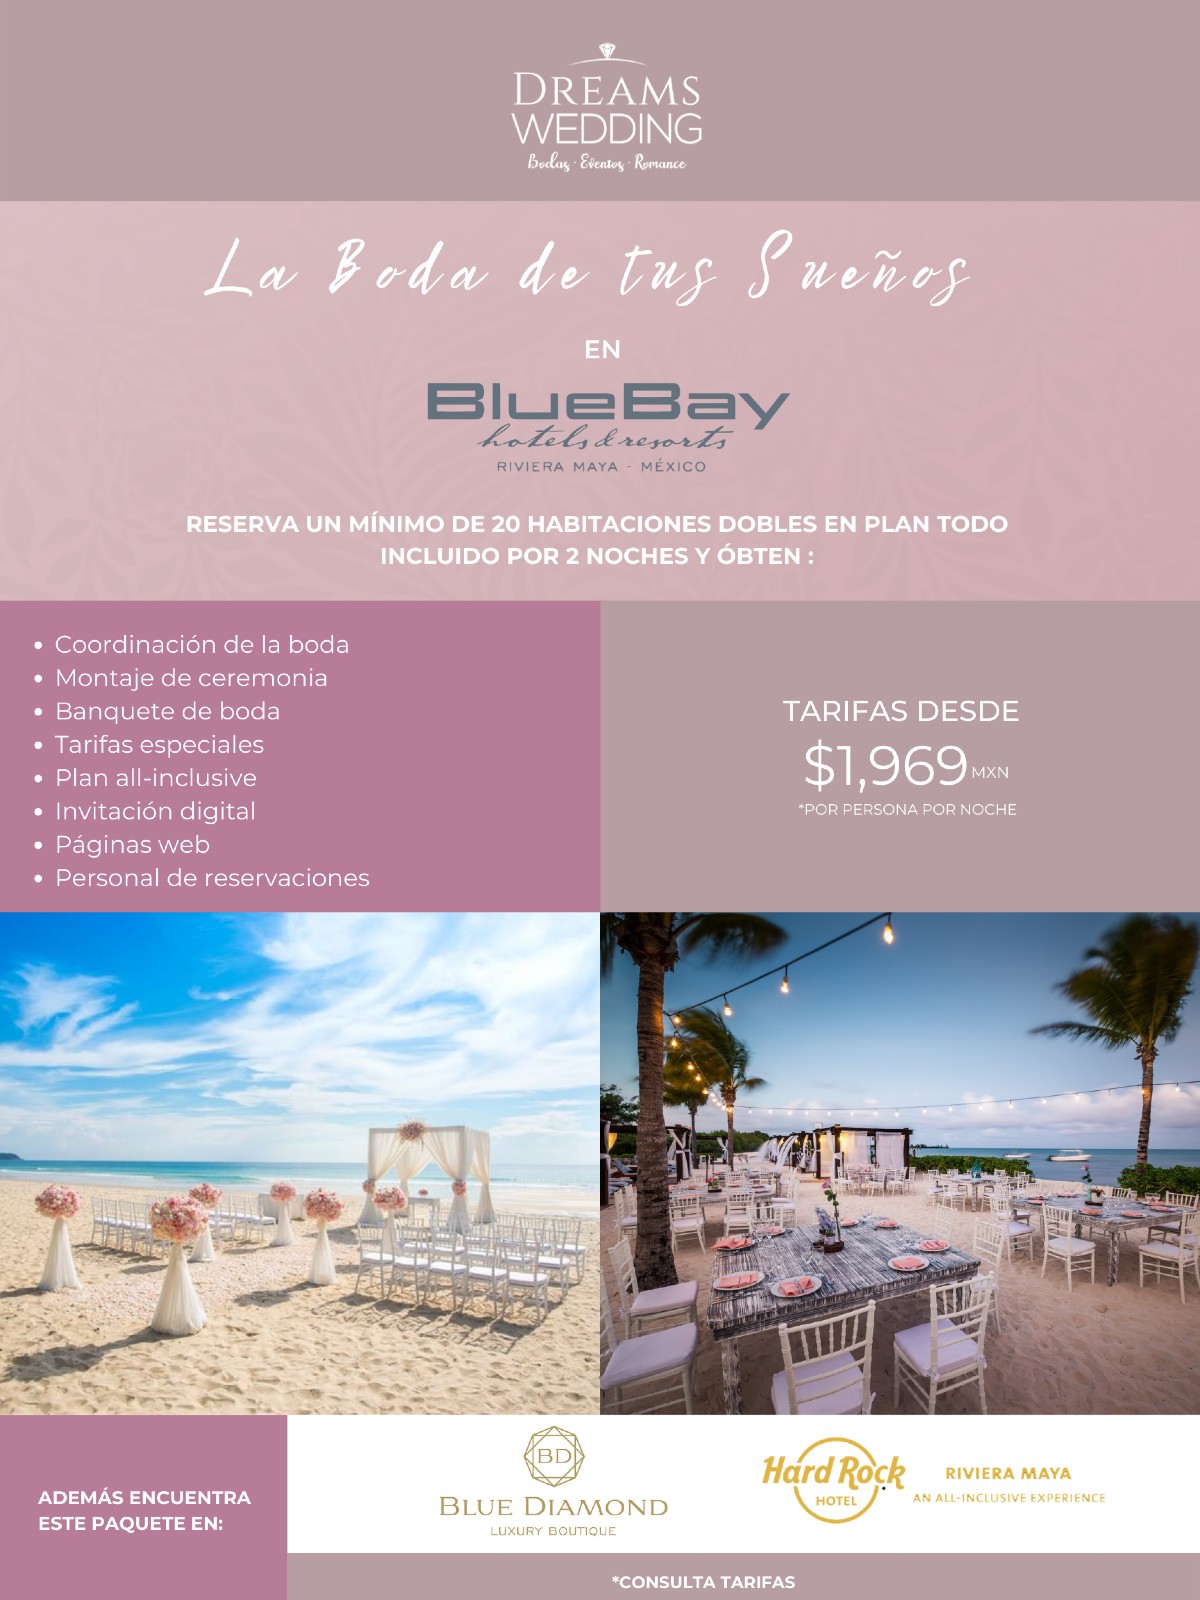 DREAMS
WEDDING
Bodas · Eventos · Romance
La Boda de tus Sueños
EN
BlueBay
hotels & resorts
RIVIERA MAYA · MÉXICO
RESERVA UN MÍNIMO DE 20 HABITACIONES DOBLES EN PLAN TODO
INCLUIDO POR 2 NOCHES Y ÓBTEN :
• Coordinación de la boda
• Montaje de ceremonia
• Banquete de boda
• Tarifas especiales
• Plan all-inclusive
• Invitación digital
• Páginas web
• Personal de reservaciones
TARIFAS DESDE
$1,969 MXN
*POR PERSONA POR NOCHE
ADEMÁS ENCUENTRA
ESTE PAQUETE EN:
BD
BLUE DIAMOND
LUXURY BOUTIQUE
Hard Rock
HOTEL
RIVIERA MAYA
AN ALL-INCLUSIVE EXPERIENCE
*CONSULTA TARIFAS